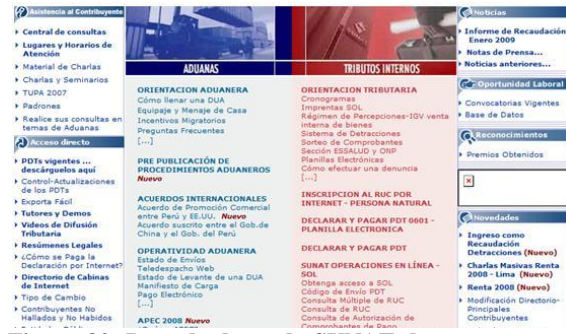 Asistencia al Contribuyente
Central de consultas
Lugares y Horarios de
Atención
Material de Charlas
Charlas y Seminarios
TUPA 2007
Padrones
Realice sus consultas en
temas de Aduanas
Acceso directo
PDTs vigentes ...
descárguelos aquí
Control-Actualizaciones
de los PDTs
Exporta Fácil
Tutores y Demos
Videos de Difusión
Tributaria
Resúmenes Legales
¿Cómo se Paga la
Declaración por Internet?
Directorio de Cabinas
de Internet
Tipo de Cambio
Contribuyentes No
Hallados y No Habidos
ADUANAS
ORIENTACION ADUANERA
Cómo llenar una DUA
Equipaje y Menaje de Casa
Incentivos Migratorios
Preguntas Frecuentes
[...]
PRE PUBLICACIÓN DE
PROCEDIMIENTOS ADUANEROS
Nuevo
ACUERDOS INTERNACIONALES
Acuerdo de Promoción Comercial
entre Perú y EE.UU. Nuevo
Acuerdo suscrito entre el Gob.de
China y el Gob. del Perú
OPERATIVIDAD ADUANERA
Estado de Envíos
Teledespacho Web
Estado de Levante de una DUA
Manifiesto de Carga
Pago Electrónico
[...]
APEC 2008 Nuevo
TRIBUTOS INTERNOS
ORIENTACION TRIBUTARIA
Cronogramas
Imprentas SOL
Régimen de Percepciones-IGV venta
interna de bienes
Sistema de Detracciones
Sorteo de Comprobantes
Sección ESSALUD y ONP
Planillas Electrónicas
Cómo efectuar una denuncia
[...]
INSCRIPCION AL RUC POR
INTERNET - PERSONA NATURAL
DECLARAR Y PAGAR PDT 0601 -
PLANILLA ELECTRONICA
DECLARAR Y PAGAR PDT
SUNAT OPERACIONES EN LÍNEA -
SOL
Obtenga acceso a SOL
Código de Envío PDT
Consulta Múltiple de RUC
Consulta de RUC
Consulta de Autorización de
Comprobantes de Pago
Noticias
Informe de Recaudación
Enero 2009
Notas de Prensa...
Noticias anteriores...
Oportunidad Laboral
Convocatorias Vigentes
Base de Datos
Reconocimientos
Premios Obtenidos
Novedades
Ingreso como
Recaudación
Detracciones (Nuevo)
Charlas Masivas Renta
2008 - Lima (Nuevo)
Renta 2008 (Nuevo)
Modificación Directorio-
Principales
Contribuyentes